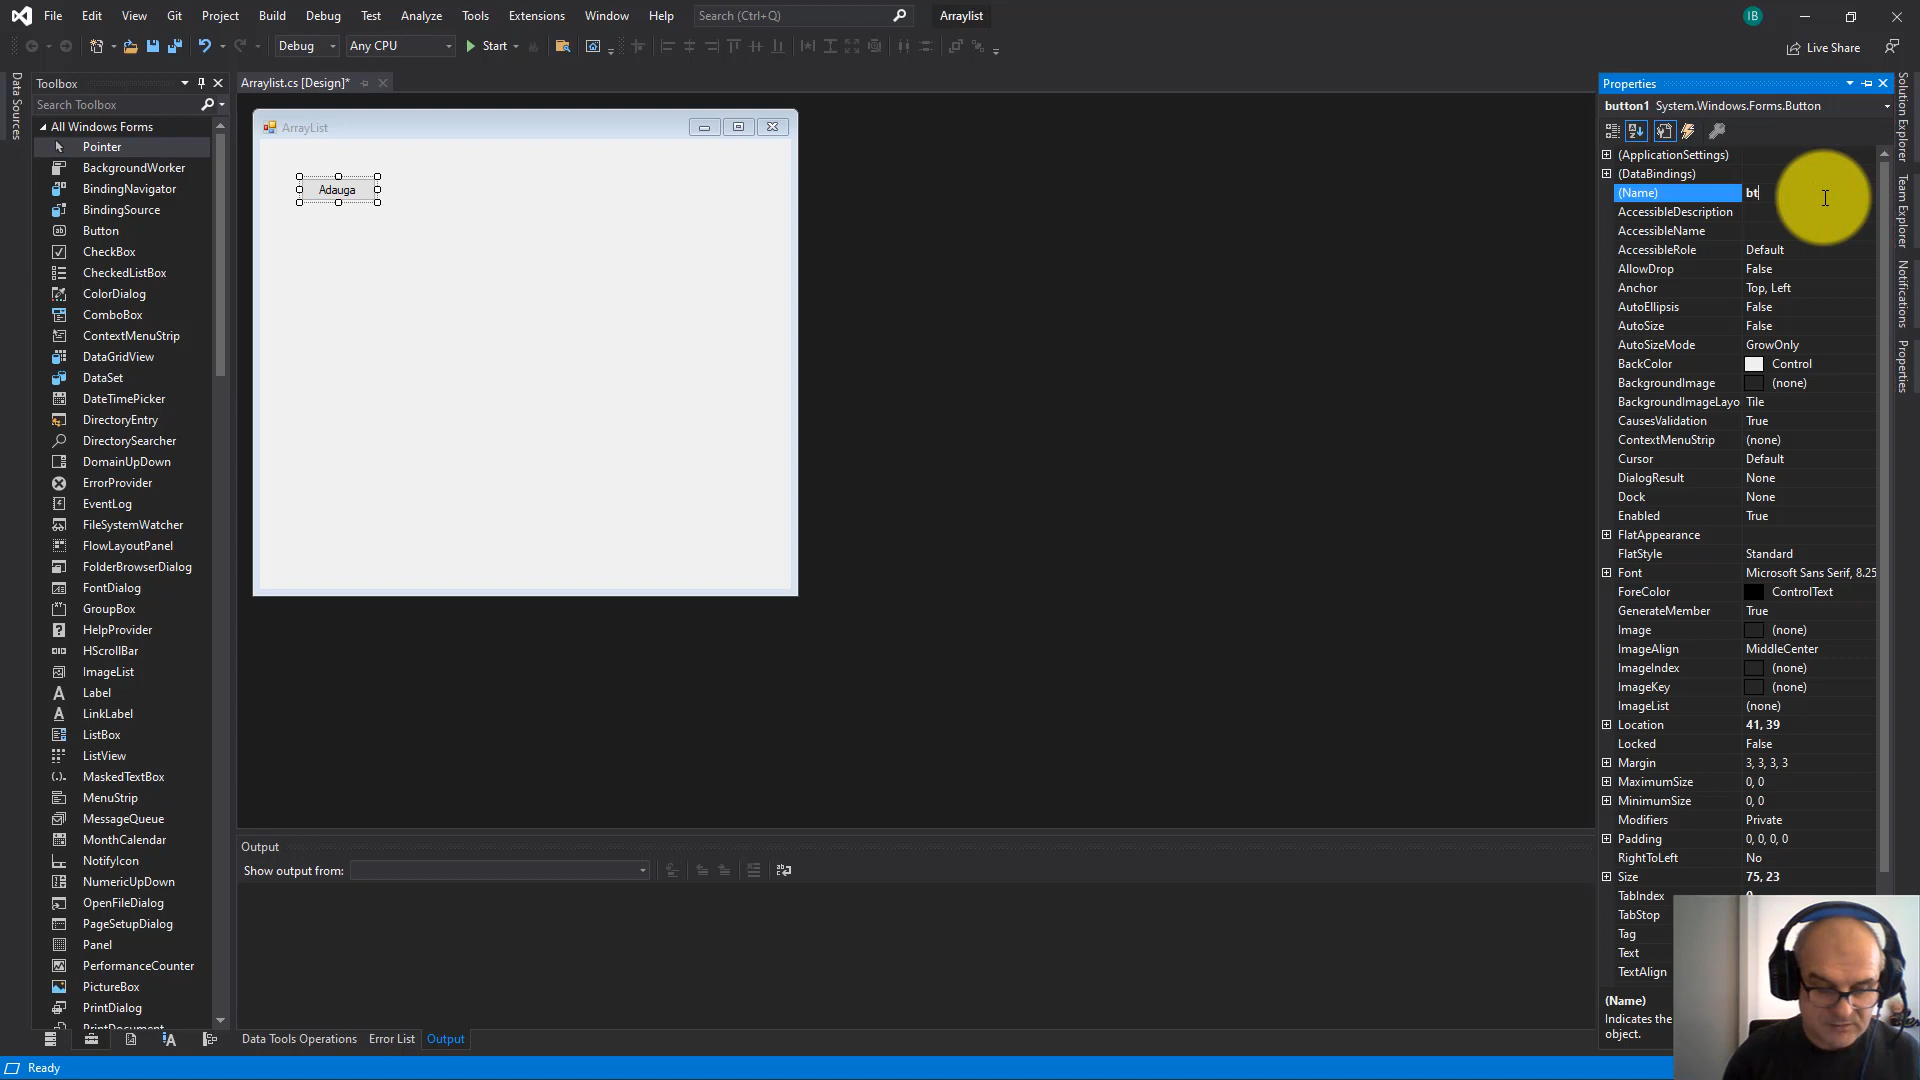 File Edit View Git Project Build Debug Test Analyze Tools Extensions Window Help Search (Ctrl+Q) Arraylist IB
Debug Any CPU Start Live Share
Data Sources
Toolbox
Search Toolbox
All Windows Forms
Pointer
BackgroundWorker
BindingNavigator
BindingSource
Button
CheckBox
CheckedListBox
ColorDialog
ComboBox
ContextMenuStrip
DataGridView
DataSet
DateTimePicker
DirectoryEntry
DirectorySearcher
DomainUpDown
ErrorProvider
EventLog
FileSystemWatcher
FlowLayoutPanel
FolderBrowserDialog
FontDialog
GroupBox
HelpProvider
HScrollBar
ImageList
Label
LinkLabel
ListBox
ListView
MaskedTextBox
MenuStrip
MessageQueue
MonthCalendar
NotifyIcon
NumericUpDown
OpenFileDialog
PageSetupDialog
Panel
PerformanceCounter
PictureBox
PrintDialog
PrintDocument
Arraylist.cs [Design]*
ArrayList
Adauga
Output
Show output from:
Data Tools Operations Error List Output
Properties
button1 System.Windows.Forms.Button
(ApplicationSettings)
(DataBindings)
(Name) bt
AccessibleDescription
AccessibleName
AccessibleRole Default
AllowDrop False
Anchor Top, Left
AutoEllipsis False
AutoSize False
AutoSizeMode GrowOnly
BackColor Control
BackgroundImage (none)
BackgroundImageLayo Tile
CausesValidation True
ContextMenuStrip (none)
Cursor Default
DialogResult None
Dock None
Enabled True
FlatAppearance
FlatStyle Standard
Font Microsoft Sans Serif, 8.25
ForeColor ControlText
GenerateMember True
Image (none)
ImageAlign MiddleCenter
ImageIndex (none)
ImageKey (none)
ImageList (none)
Location 41, 39
Locked False
Margin 3, 3, 3, 3
MaximumSize 0, 0
MinimumSize 0, 0
Modifiers Private
Padding 0, 0, 0, 0
RightToLeft No
Size 75, 23
TabIndex
TabStop
Tag
Text
TextAlign
(Name)
Indicates the
object.
Solution Explorer
Team Explorer
Notifications
Properties
Ready